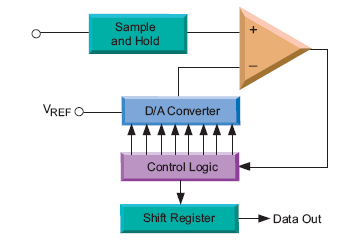 Sample
and Hold
+
–
VREF
D/A Converter
Control Logic
Shift Register
Data Out